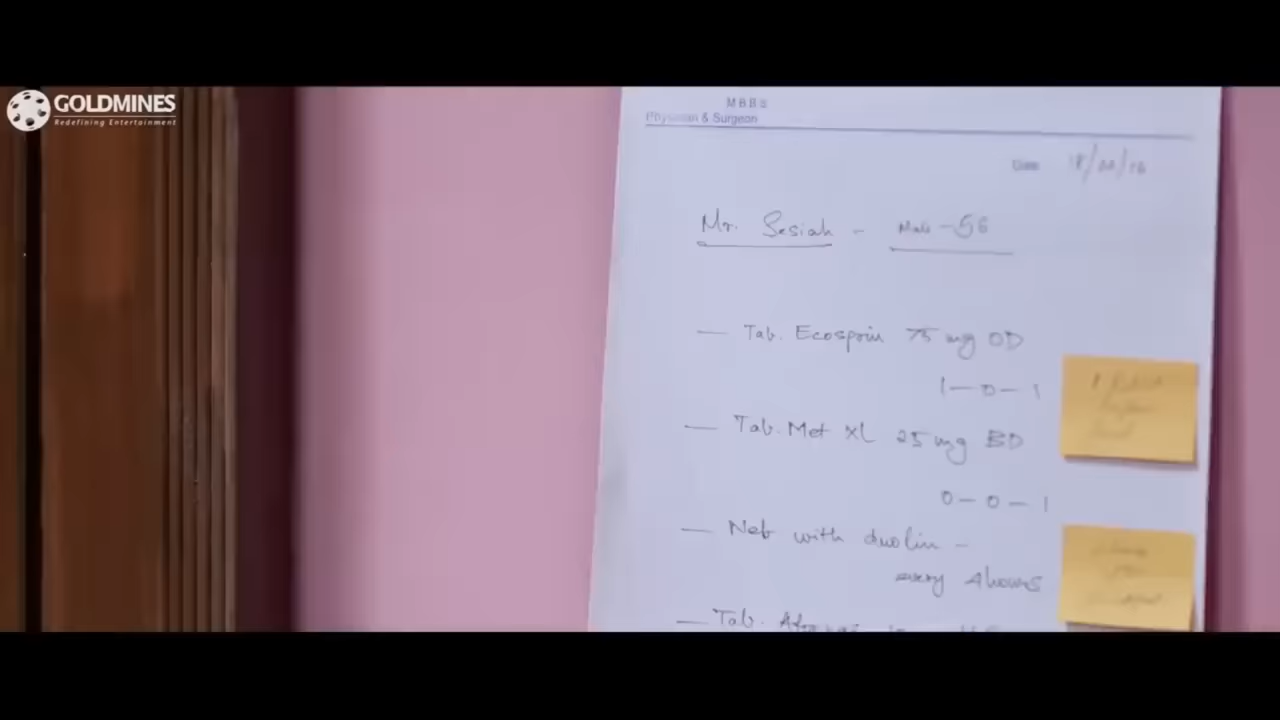 GOLDMINES
Redefining Entertainment
MBBS
Physician & Surgeon
Date
Mr. Sesiah - Male - 56
— Tab. Ecosprin 75 mg OD
1 — 0 — 1
— Tab. Met XL 25 mg BD
0 — 0 — 1
— Neb with duolin —
every 4 hours
— Tab.